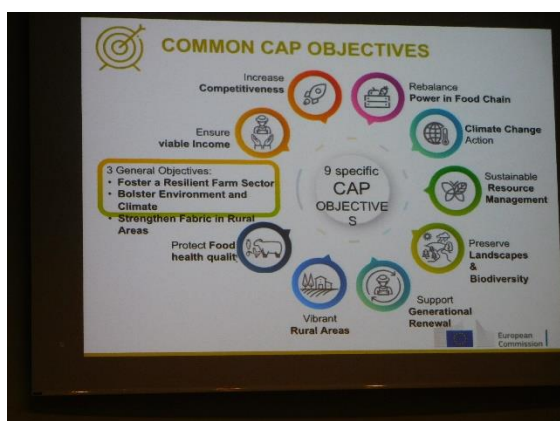 COMMON CAP OBJECTIVES
Increase
Competitiveness
Rebalance
Power in Food Chain
Ensure
viable Income
Climate Change
Action
3 General Objectives:
• Foster a Resilient Farm Sector
• Bolster Environment and
Climate
• Strengthen Fabric in Rural
Areas
9 specific
CAP
OBJECTIVE
S
Sustainable
Resource
Management
Protect Food
health qualit
Preserve
Landscapes
&
Biodiversity
Vibrant
Rural Areas
Support
Generational
Renewal
European
Commission